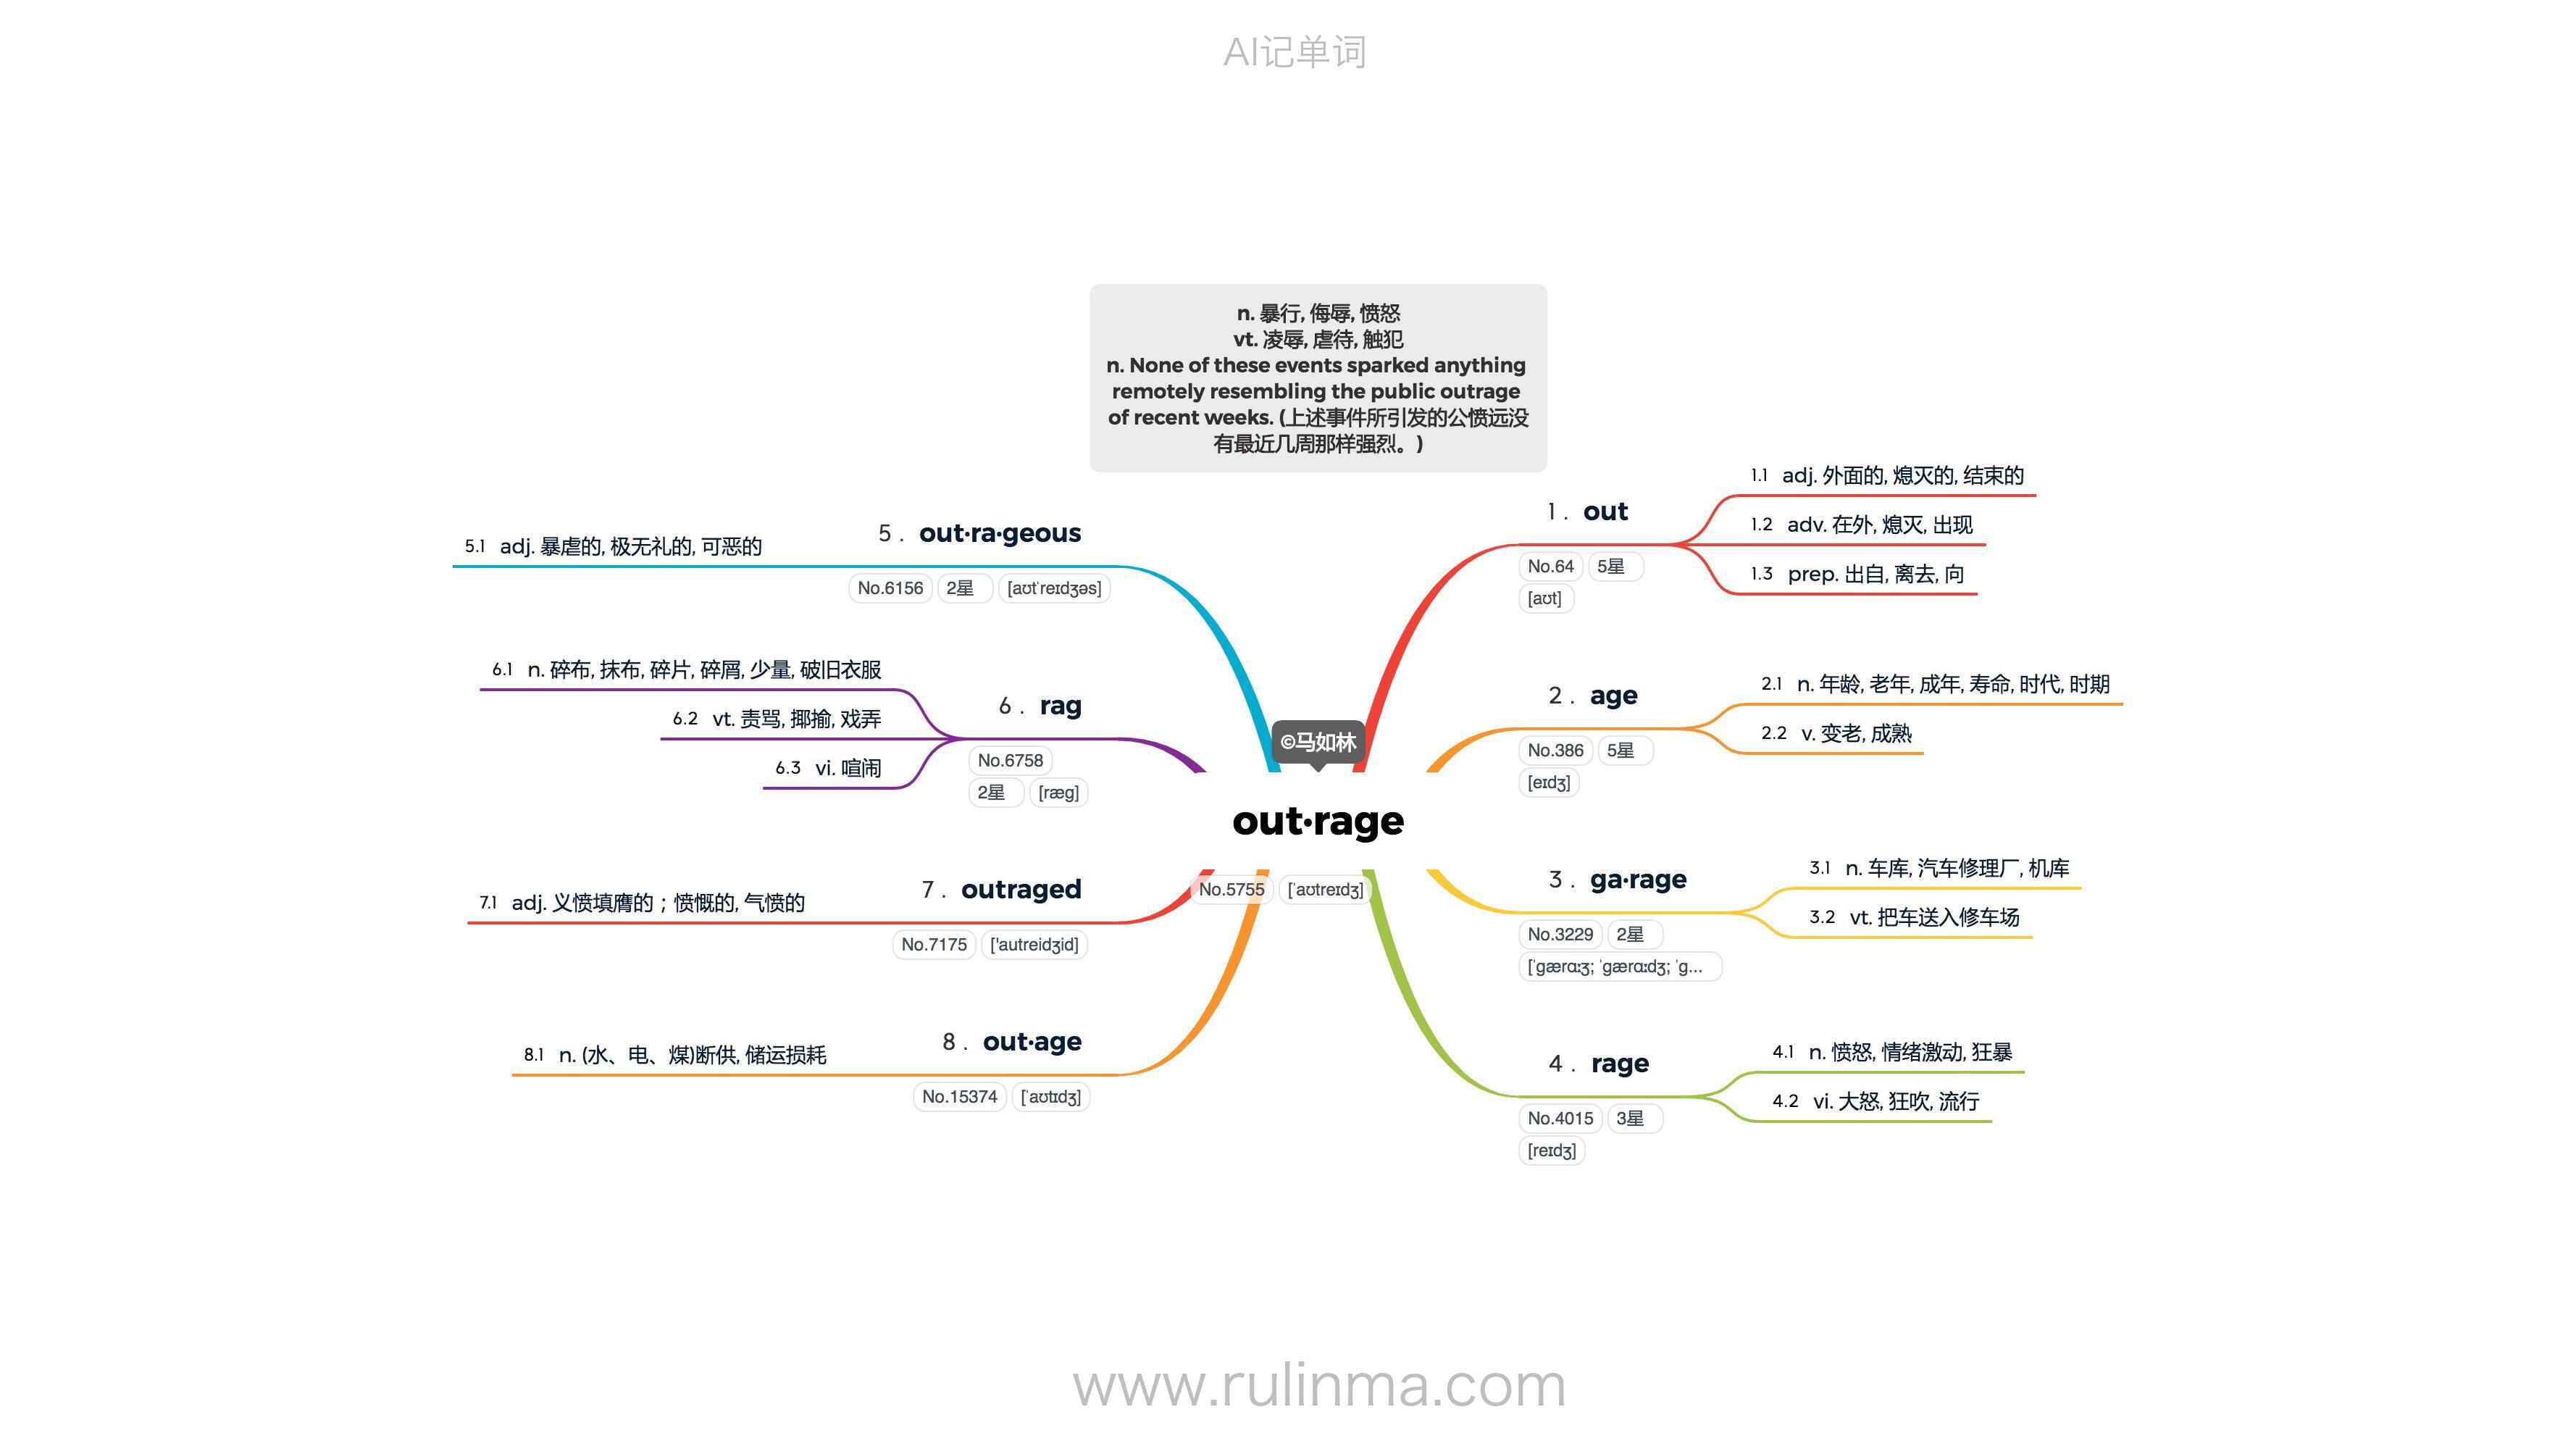 AI记单词
n. 暴行, 侮辱, 愤怒
vt. 凌辱, 虐待, 触犯
n. None of these events sparked anything
remotely resembling the public outrage
of recent weeks. (上述事件所引发的公愤远没
有最近几周那样强烈。)
©马如林
out·rage
No.5755 [ˈaʊtreɪdʒ]
1 . out
No.64 5星
[aʊt]
1.1 adj. 外面的, 熄灭的, 结束的
1.2 adv. 在外, 熄灭, 出现
1.3 prep. 出自, 离去, 向
2 . age
No.386 5星
[eɪdʒ]
2.1 n. 年龄, 老年, 成年, 寿命, 时代, 时期
2.2 v. 变老, 成熟
3 . ga·rage
No.3229 2星
[ˈɡærɑːʒ; ˈɡærɑːdʒ; ˈɡ...
3.1 n. 车库, 汽车修理厂, 机库
3.2 vt. 把车送入修车场
4 . rage
No.4015 3星
[reɪdʒ]
4.1 n. 愤怒, 情绪激动, 狂暴
4.2 vi. 大怒, 狂吹, 流行
5 . out·ra·geous
No.6156 2星 [aʊtˈreɪdʒəs]
5.1 adj. 暴虐的, 极无礼的, 可恶的
6 . rag
No.6758
2星 [ræɡ]
6.1 n. 碎布, 抹布, 碎片, 碎屑, 少量, 破旧衣服
6.2 vt. 责骂, 揶揄, 戏弄
6.3 vi. 喧闹
7 . outraged
No.7175 ['autreidʒid]
7.1 adj. 义愤填膺的；愤慨的, 气愤的
8 . out·age
No.15374 [ˈaʊtɪdʒ]
8.1 n. (水、电、煤)断供, 储运损耗
www.rulinma.com